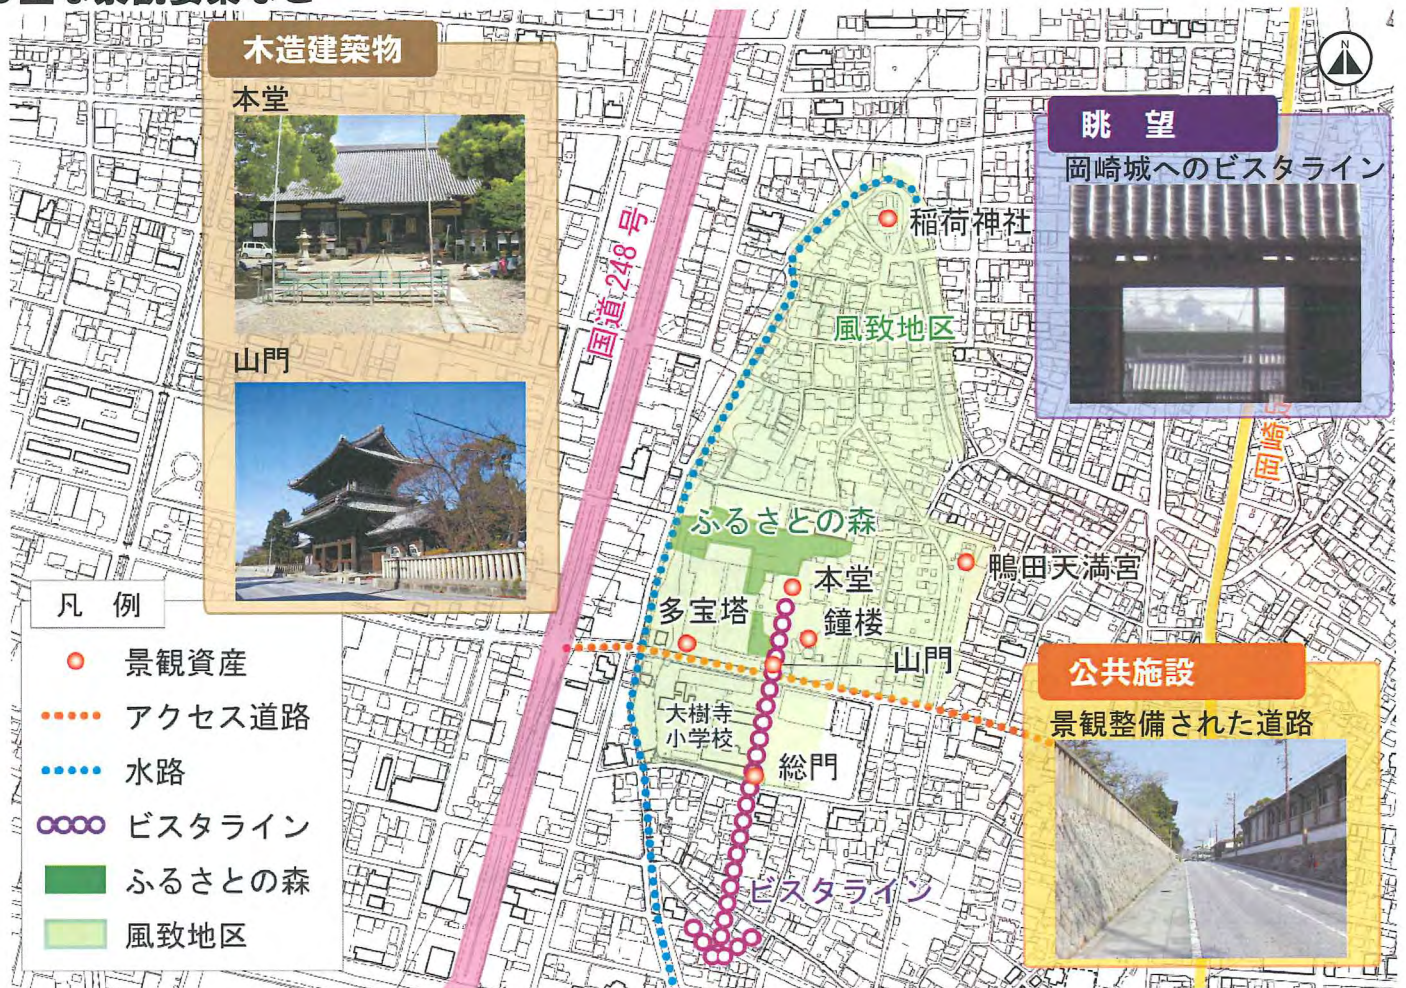 木造建築物
本堂
山門
凡 例
景観資産
アクセス道路
水路
ビスタライン
ふるさとの森
風致地区
国道 248 号
稲荷神社
風致地区
ふるさとの森
本堂
鴨田天満宮
多宝塔
鐘楼
山門
大樹寺
小学校
総門
ビスタライン
N
眺 望
岡崎城へのビスタライン
岡崎
公共施設
景観整備された道路